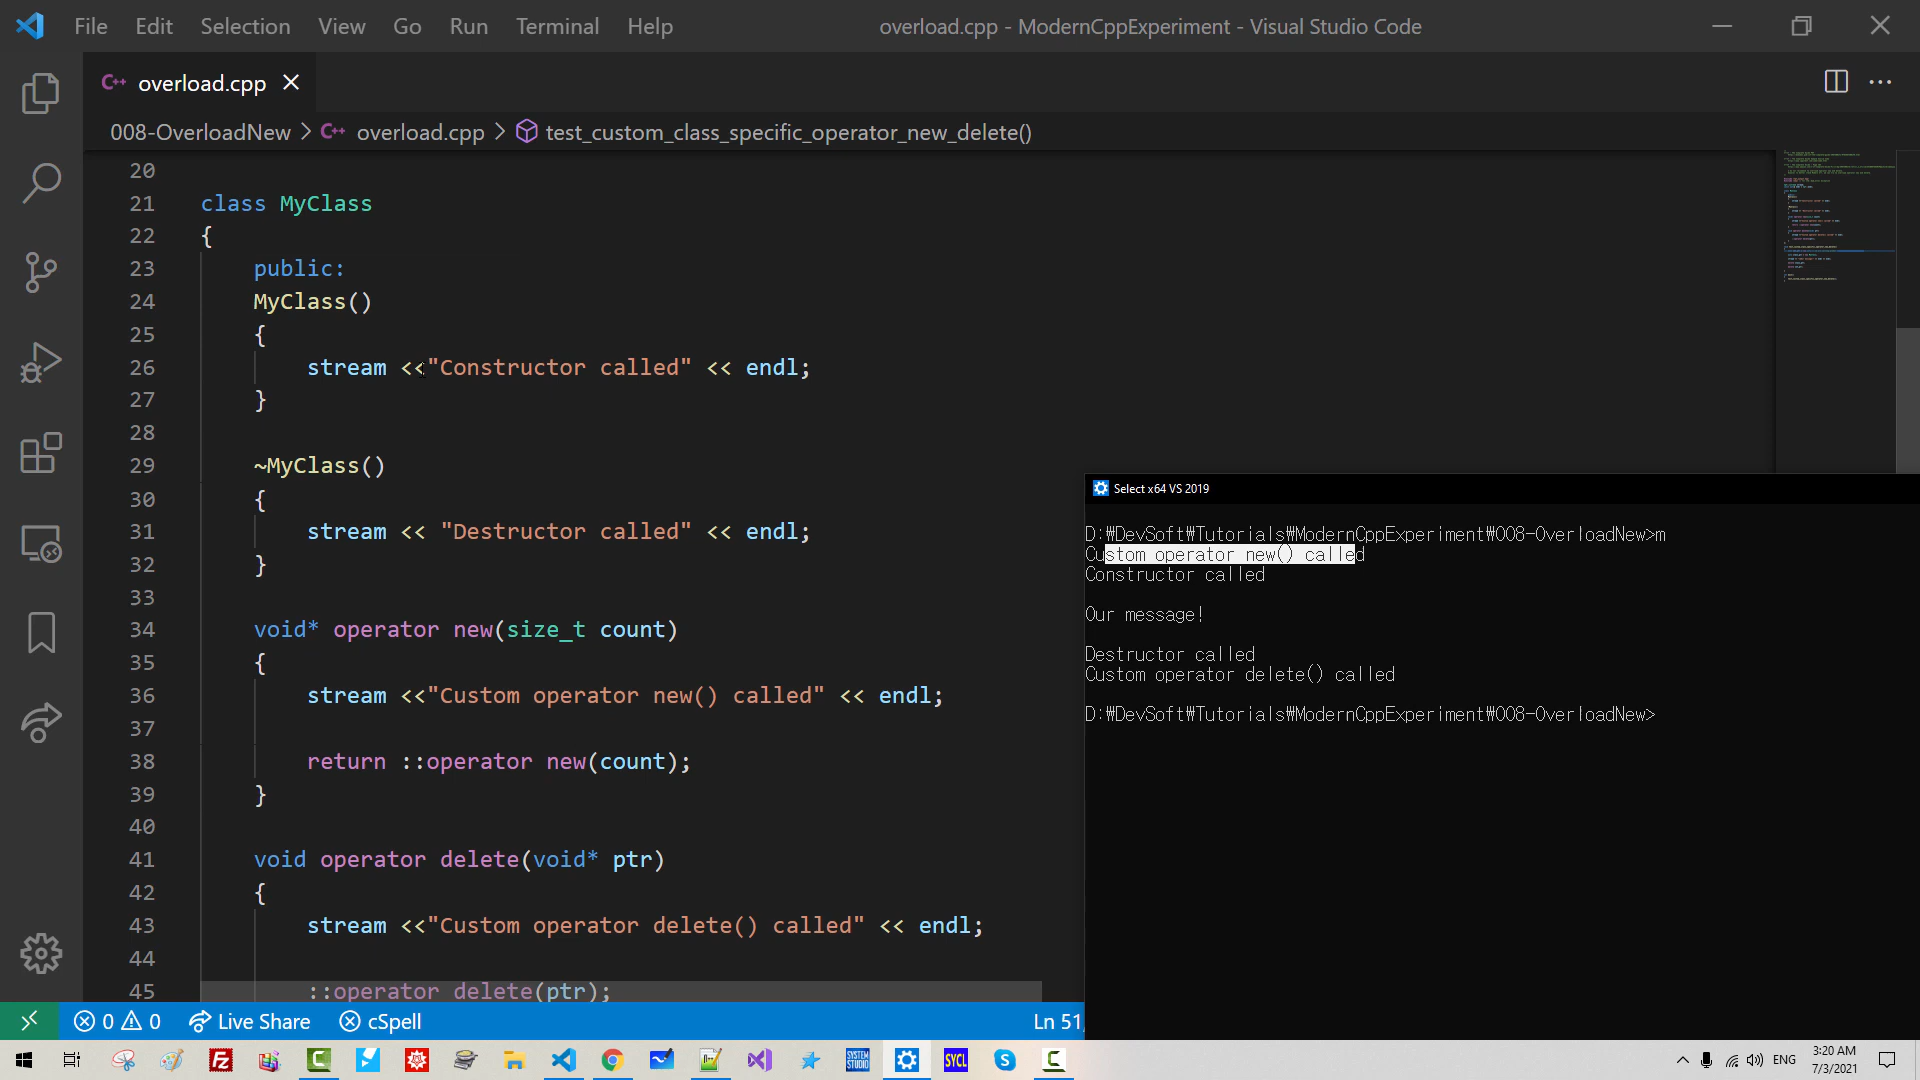 File Edit Selection View Go Run Terminal Help overload.cpp - ModernCppExperiment - Visual Studio Code
C++ overload.cpp
008-OverloadNew > C++ overload.cpp > test_custom_class_specific_operator_new_delete()
20
21 class MyClass
22 {
23 public:
24 MyClass()
25 {
26 stream <<"Constructor called" << endl;
27 }
28
29 ~MyClass()
30 {
31 stream << "Destructor called" << endl;
32 }
33
34 void* operator new(size_t count)
35 {
36 stream <<"Custom operator new() called" << endl;
37
38 return ::operator new(count);
39 }
40
41 void operator delete(void* ptr)
42 {
43 stream <<"Custom operator delete() called" << endl;
44
45 ::operator delete(ptr);
Select x64 VS 2019
D:₩DevSoft₩Tutorials₩ModernCppExperiment₩008-OverloadNew>m
Custom operator new() called
Constructor called
Our message!
Destructor called
Custom operator delete() called
D:₩DevSoft₩Tutorials₩ModernCppExperiment₩008-OverloadNew>
0 0 Live Share cSpell Ln 51,
SYSTEM STUDIO
SYCL
ENG
3:20 AM
7/3/2021